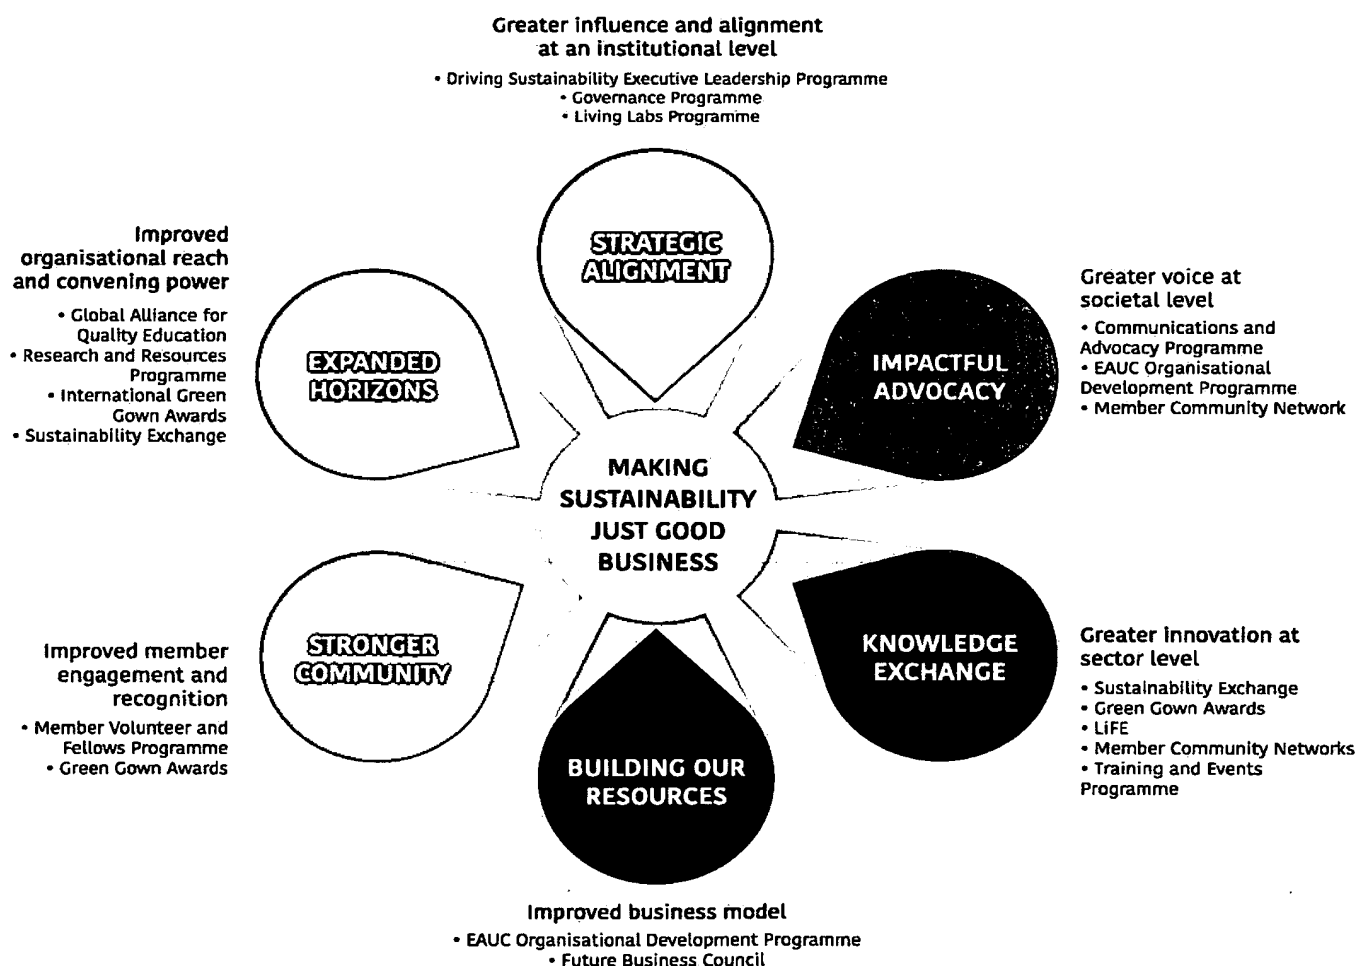 Greater influence and alignment
at an institutional level
• Driving Sustainability Executive Leadership Programme
• Governance Programme
• Living Labs Programme
STRATEGIC
ALIGNMENT
Improved
organisational reach
and convening power
• Global Alliance for
Quality Education
• Research and Resources
Programme
• International Green
Gown Awards
• Sustainability Exchange
EXPANDED
HORIZONS
IMPACTFUL
ADVOCACY
Greater voice at
societal level
• Communications and
Advocacy Programme
• EAUC Organisational
Development Programme
• Member Community Network
MAKING
SUSTAINABILITY
JUST GOOD
BUSINESS
Improved member
engagement and
recognition
• Member Volunteer and
Fellows Programme
• Green Gown Awards
STRONGER
COMMUNITY
KNOWLEDGE
EXCHANGE
Greater innovation at
sector level
• Sustainability Exchange
• Green Gown Awards
• LiFE
• Member Community Networks
• Training and Events
Programme
BUILDING OUR
RESOURCES
Improved business model
• EAUC Organisational Development Programme
• Future Business Council